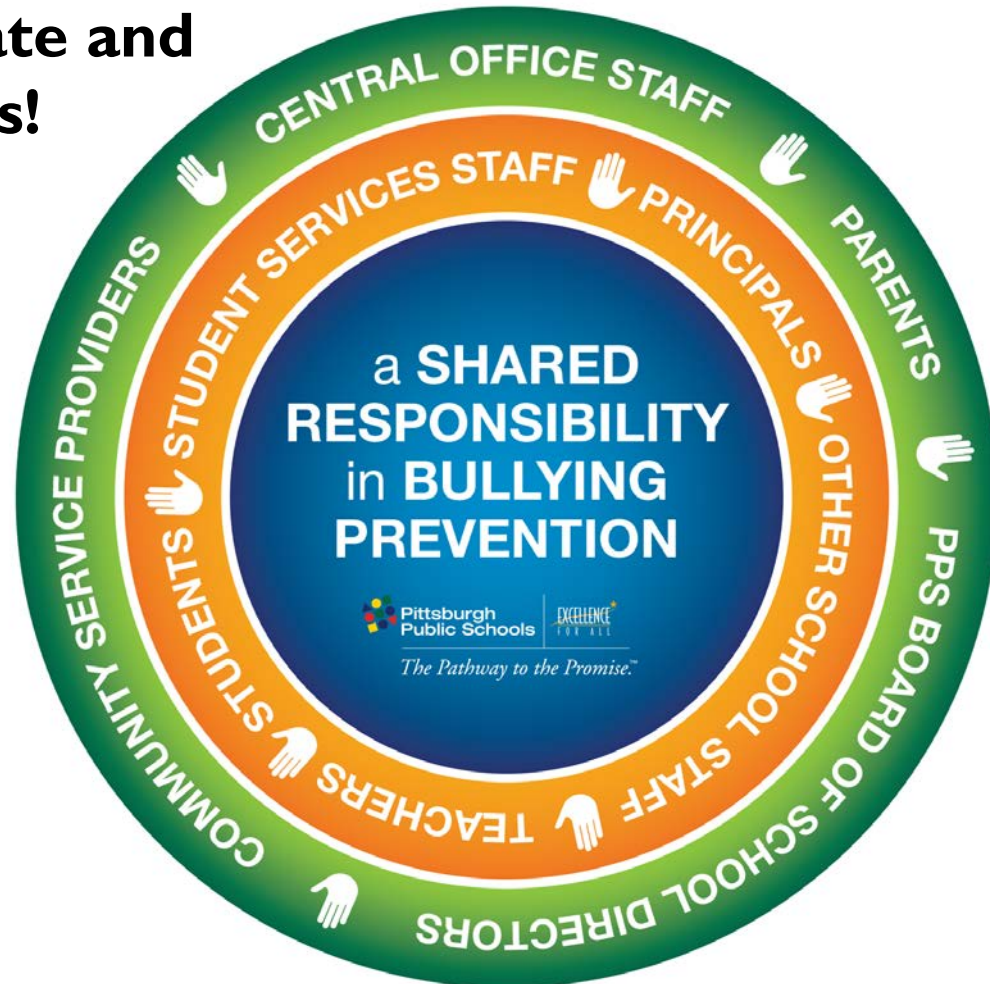 and
CENTRAL OFFICE STAFF
PARENTS
PPS BOARD OF SCHOOL DIRECTORS
COMMUNITY SERVICE PROVIDERS
STUDENT SERVICES STAFF
PRINCIPALS
OTHER SCHOOL STAFF
TEACHERS
STUDENTS
a SHARED
RESPONSIBILITY
in BULLYING
PREVENTION
Pittsburgh
Public Schools
EXCELLENCE
FOR ALL
The Pathway to the Promise.™